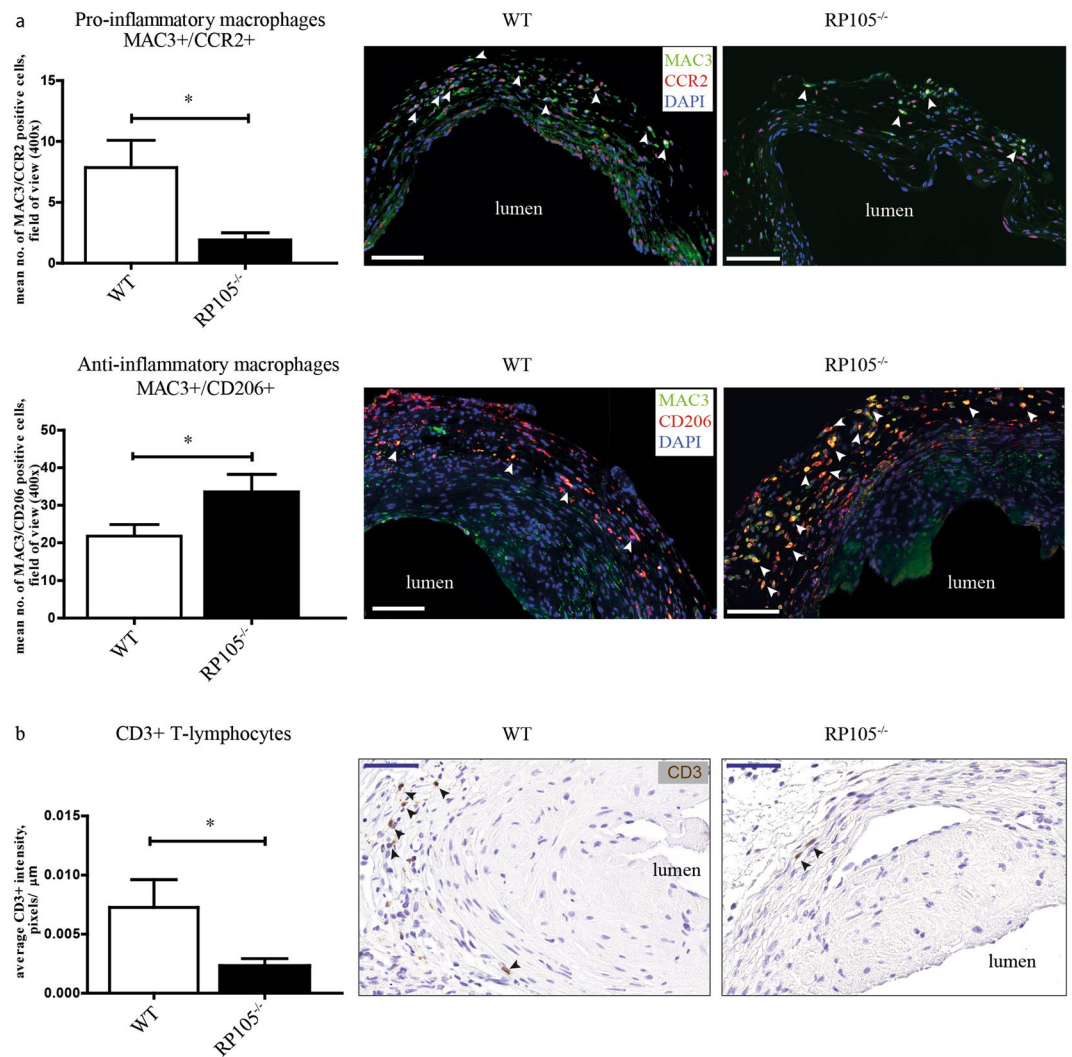 a
Pro-inflammatory macrophages
MAC3+/CCR2+
WT
RP105-/-
mean no. of MAC3/CCR2 positive cells,
field of view (400x)
15
10
5
0
*
WT
RP105-/-
MAC3
CCR2
DAPI
lumen
lumen
Anti-inflammatory macrophages
MAC3+/CD206+
WT
RP105-/-
mean no. of MAC3/CD206 positive cells,
field of view (400x)
50
40
30
20
10
0
*
WT
RP105-/-
MAC3
CD206
DAPI
lumen
lumen
b
CD3+ T-lymphocytes
WT
RP105-/-
average CD3+ intensity,
pixels/ μm
0.015
0.010
0.005
0.000
*
WT
RP105-/-
CD3
lumen
lumen